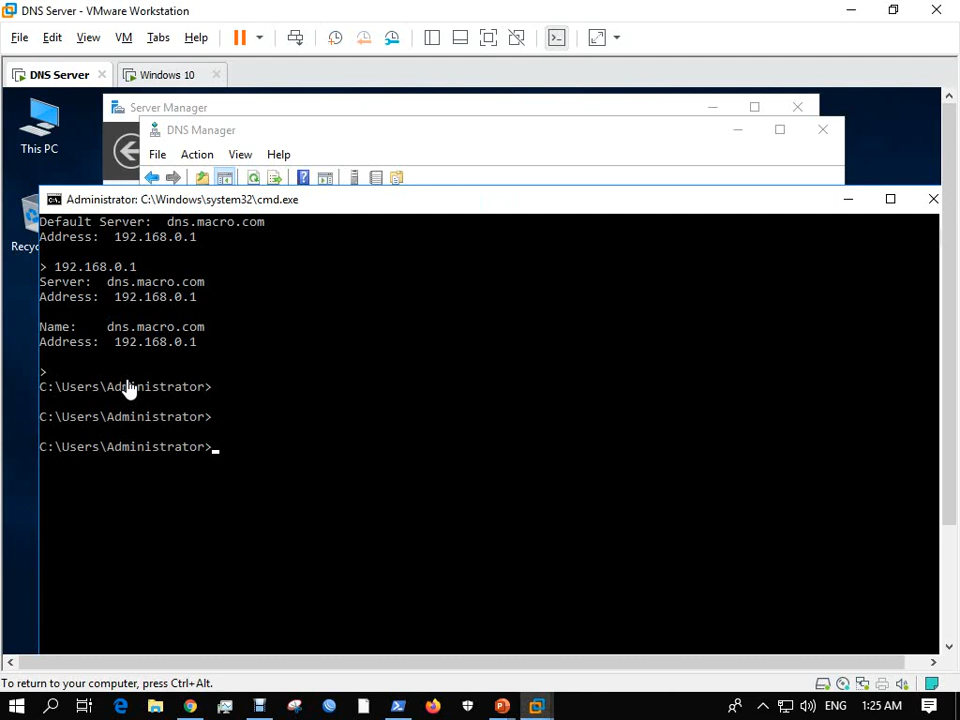 DNS Server - VMware Workstation
File Edit View VM Tabs Help
DNS Server Windows 10
This PC
Server Manager
DNS Manager
File Action View Help
Administrator: C:\Windows\system32\cmd.exe
Default Server:  dns.macro.com
Address:  192.168.0.1
> 192.168.0.1
Server:  dns.macro.com
Address:  192.168.0.1
Name:    dns.macro.com
Address:  192.168.0.1
>
C:\Users\Administrator>
C:\Users\Administrator>
C:\Users\Administrator>
Recyc
To return to your computer, press Ctrl+Alt.
ENG 1:25 AM